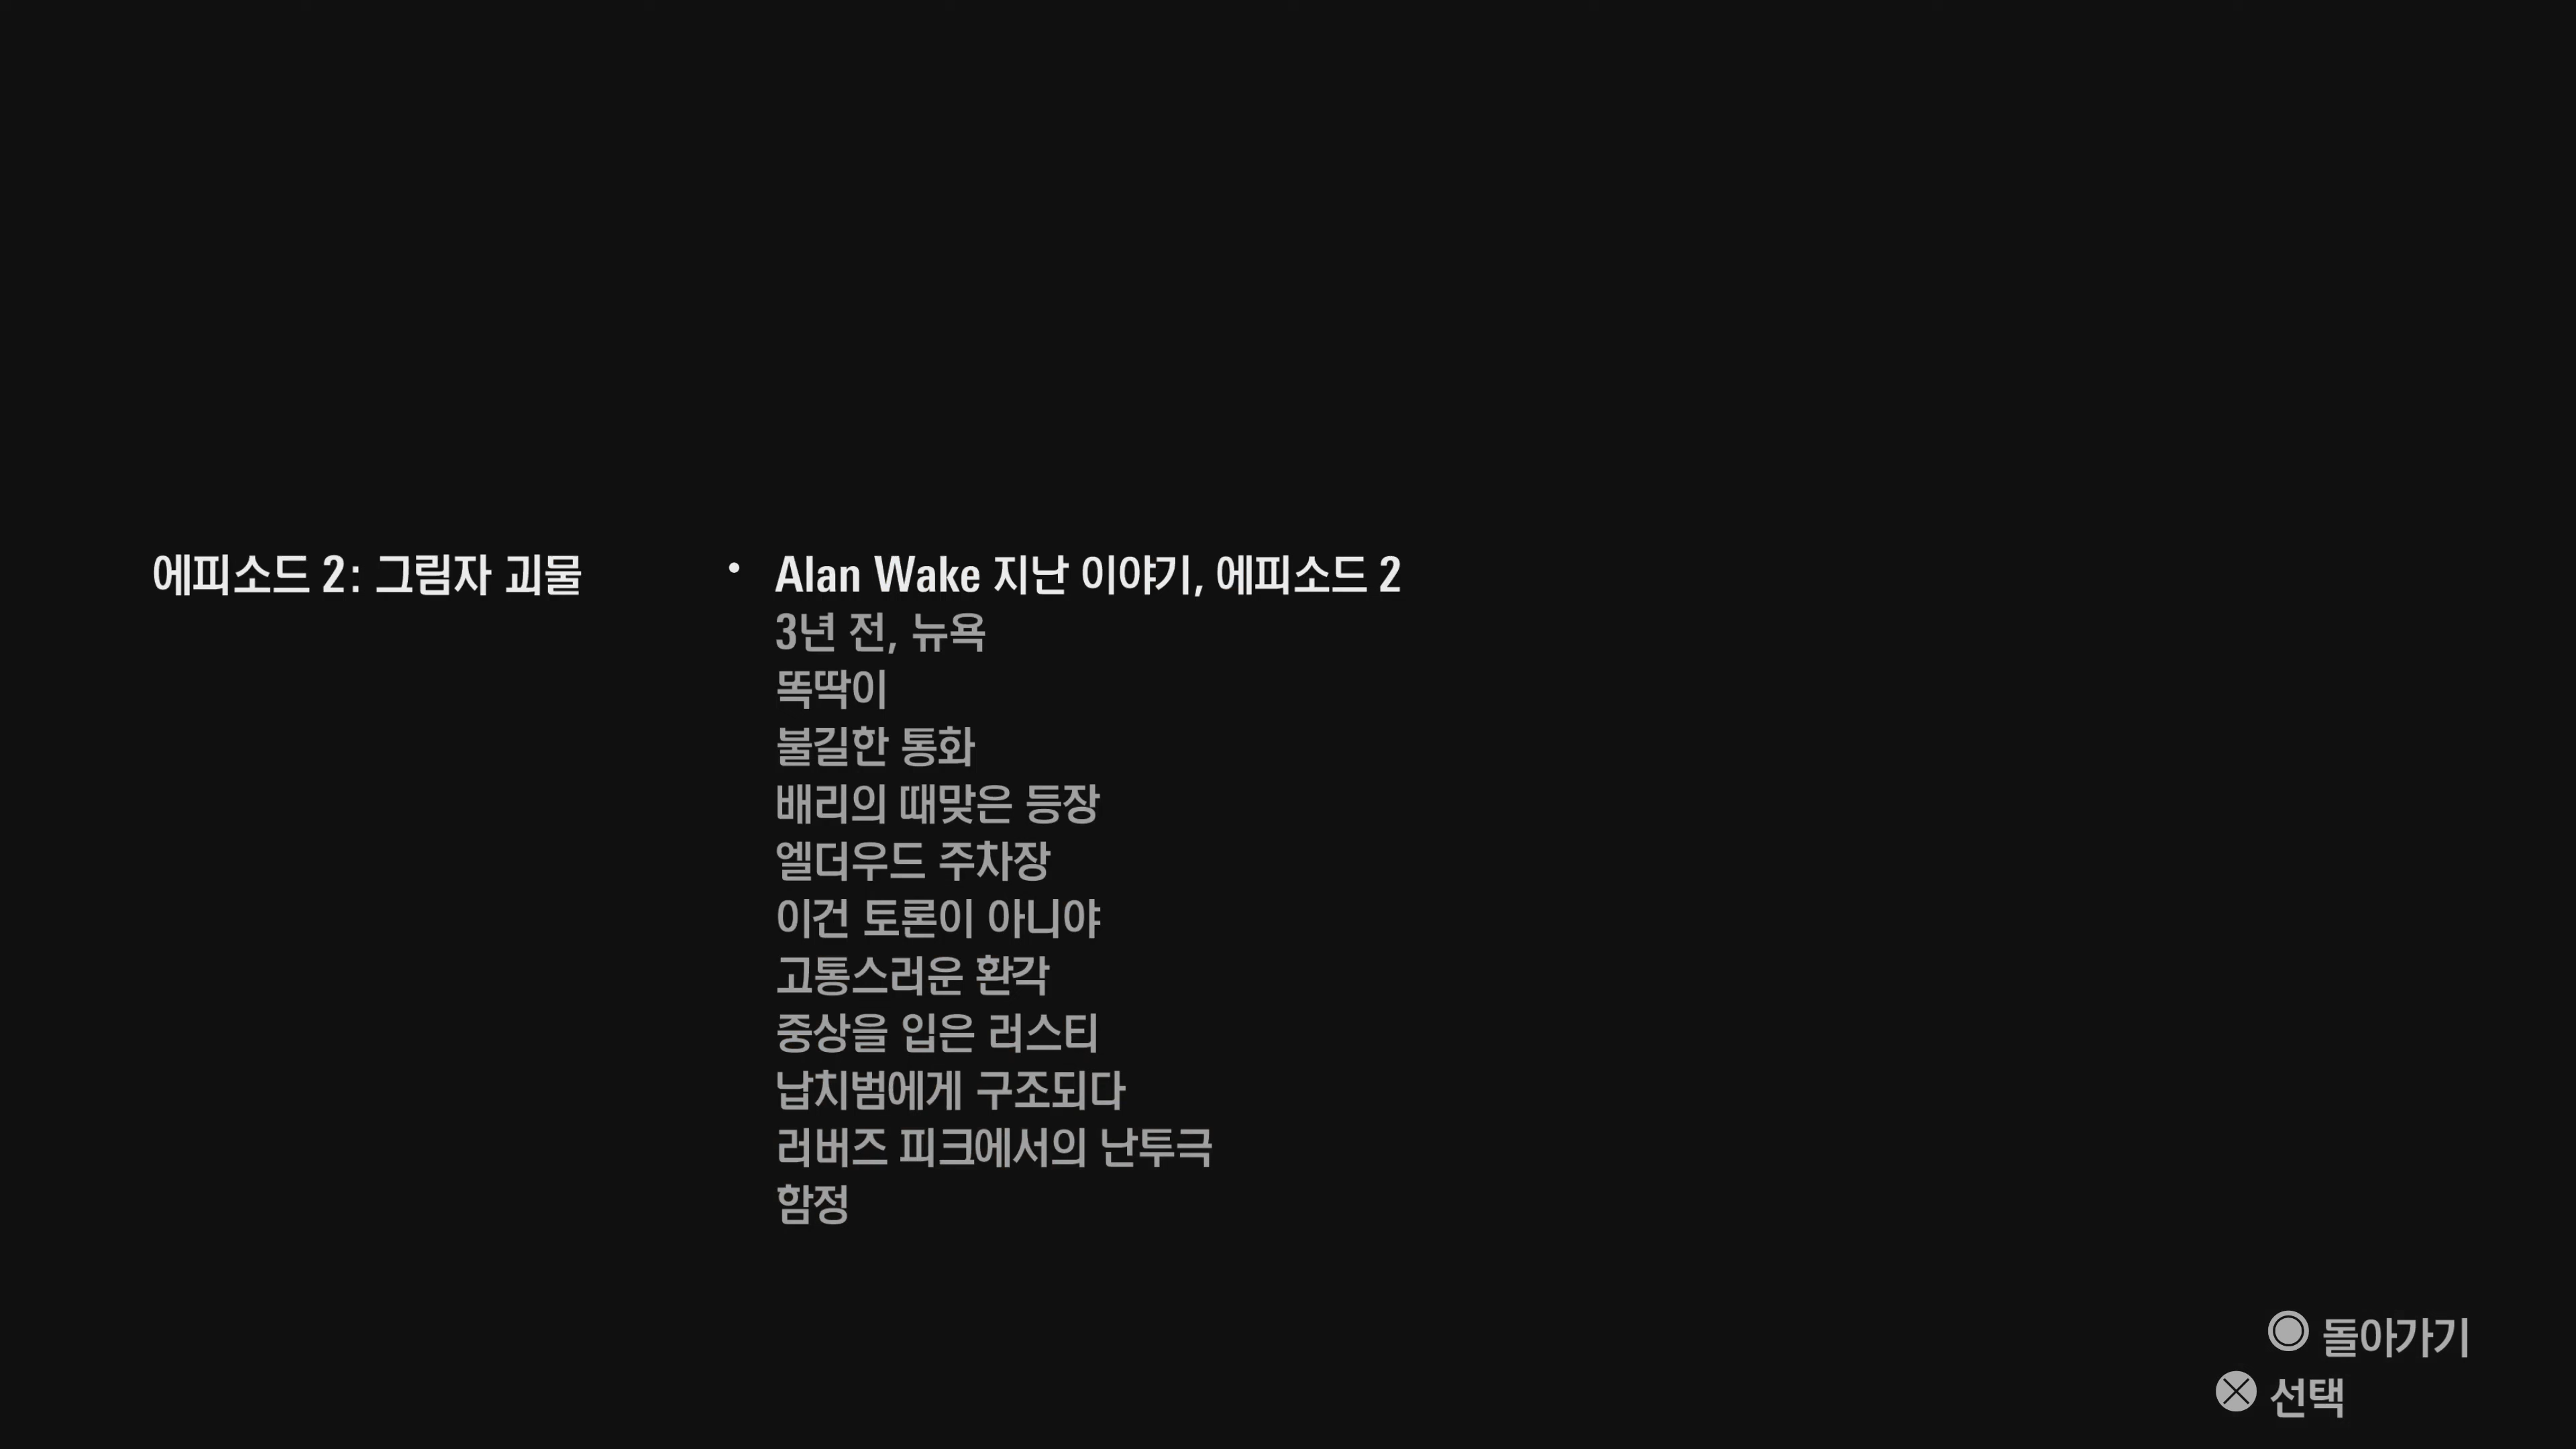 에피소드 2: 그림자 괴물
• Alan Wake 지난 이야기, 에피소드 2
3년 전, 뉴욕
똑딱이
불길한 통화
배리의 때맞은 등장
엘더우드 주차장
이건 토론이 아니야
고통스러운 환각
중상을 입은 러스티
납치범에게 구조되다
러버즈 피크에서의 난투극
함정
돌아가기
선택